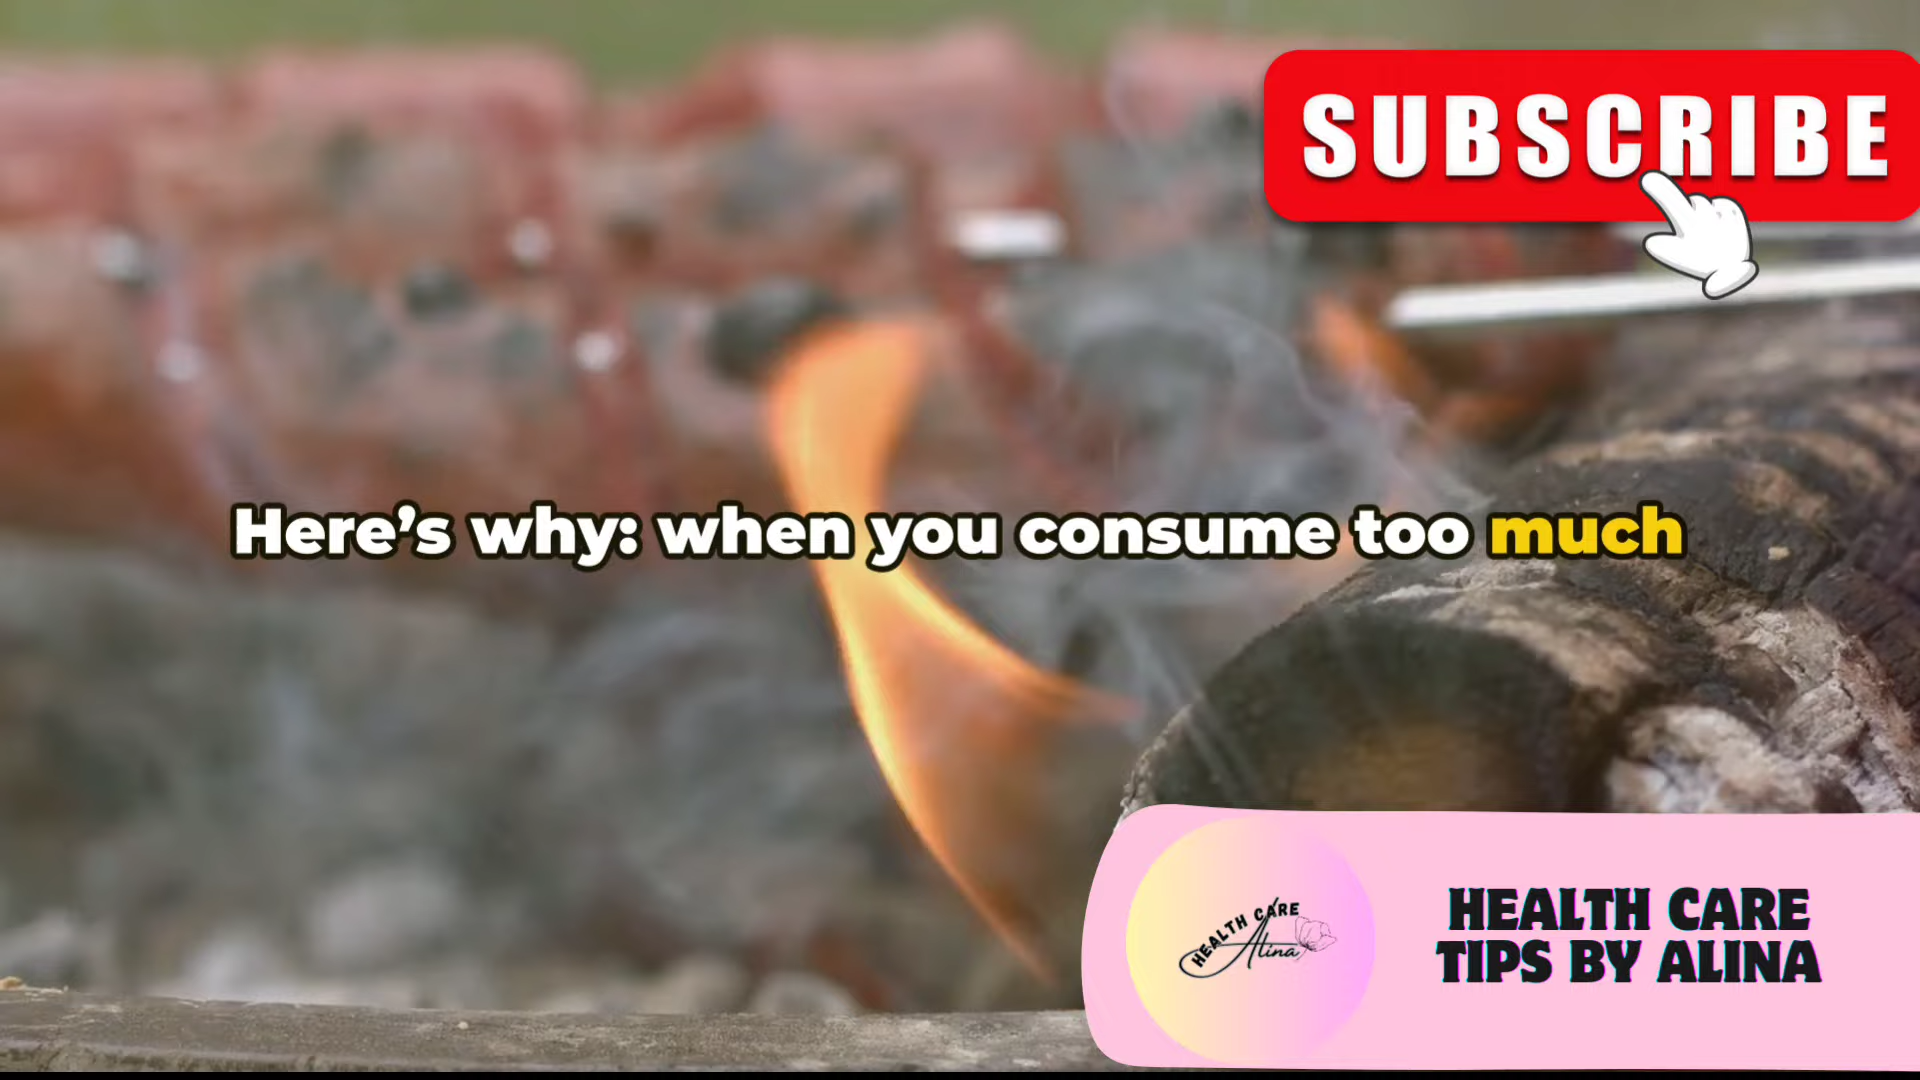 SUBSCRIBE
Here’s why: when you consume too much
HEALTH CARE
Alina
HEALTH CARE
TIPS BY ALINA